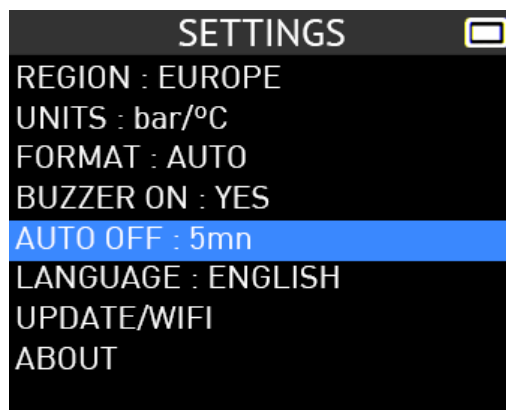 SETTINGS
REGION : EUROPE
UNITS : bar/ºC
FORMAT : AUTO
BUZZER ON : YES
AUTO OFF : 5mn
LANGUAGE : ENGLISH
UPDATE/WIFI
ABOUT